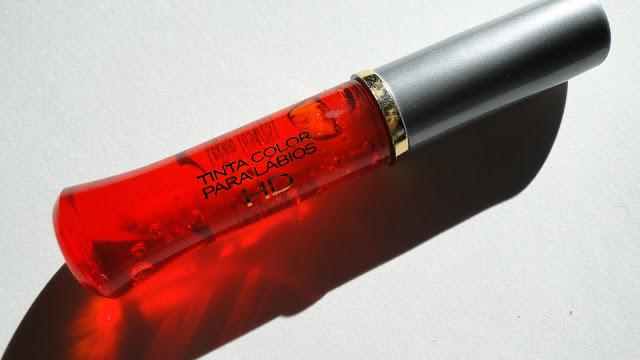 TINTA COLOR
PARA LABIOS
HD